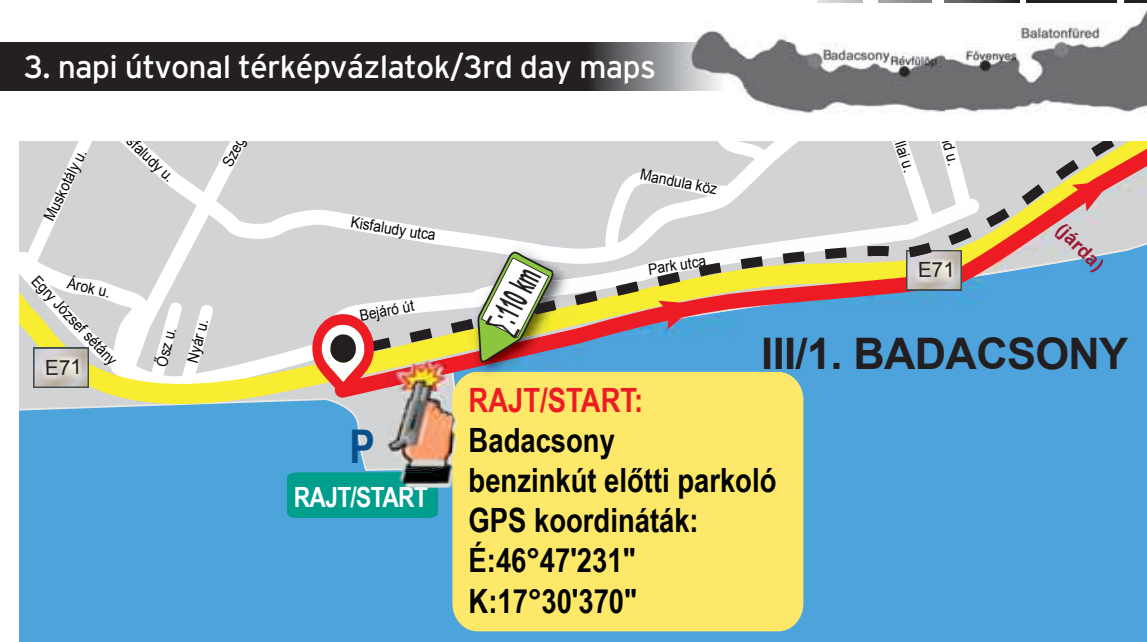 3. napi útvonal térképvázlatok/3rd day maps
Badacsony
Révfülöp
Fövenyes
Balatonfüred
Muskotály u.
sfaludy u.
Szeg
llai u.
d u.
Mandula köz
Kisfaludy utca
Park utca
(járda)
E71
Árok u.
Egry József sétány
Ősz u.
Nyár u.
Bejáró út
110 km
E71
III/1. BADACSONY
P
RAJT/START
RAJT/START:
Badacsony
benzinkút előtti parkoló
GPS koordináták:
É:46°47'231"
K:17°30'370"